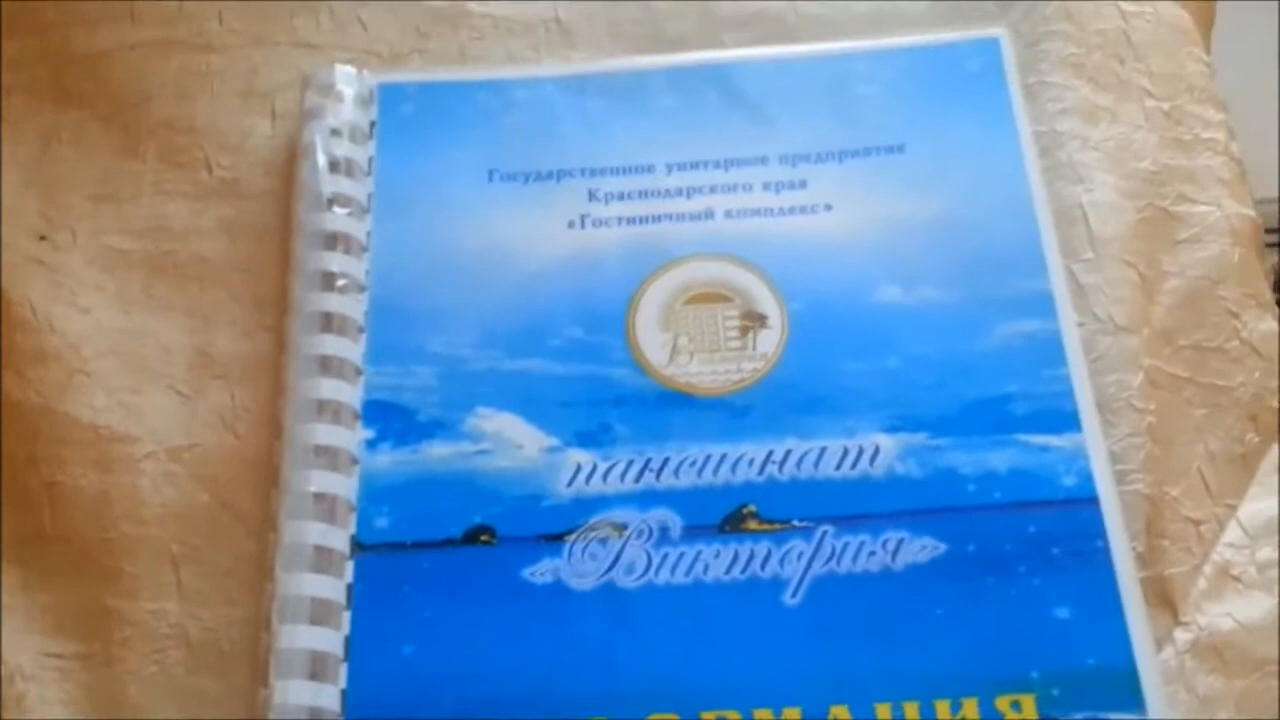 Государственное унитарное предприятие
Краснодарского края
«Гостиничный комплекс»
пансионат
«Виктория»